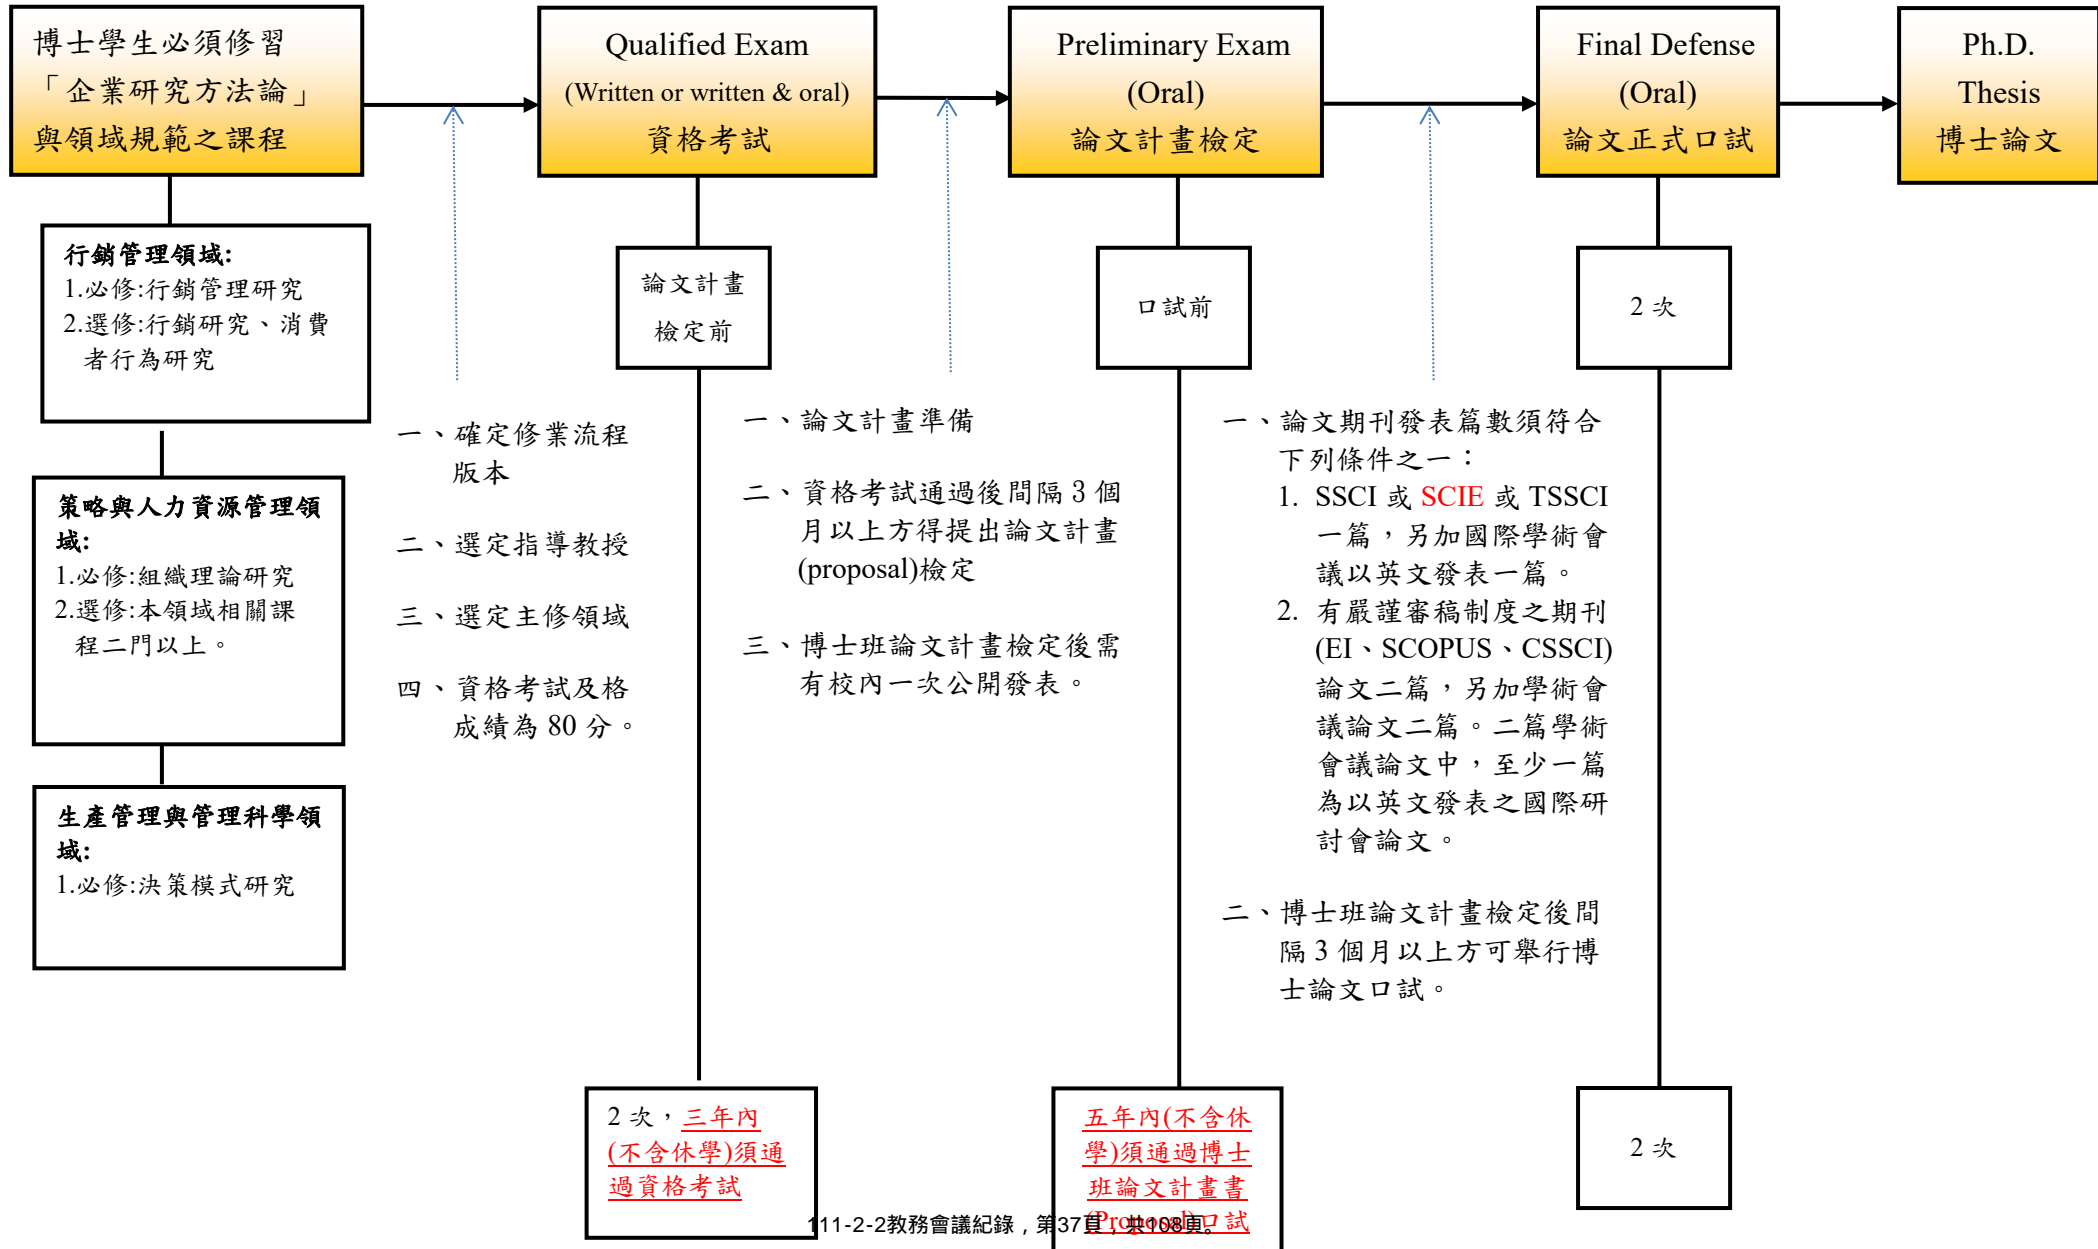 博士學生必須修習
「企業研究方法論」
與領域規範之課程
Qualified Exam
(Written or written & oral)
資格考試
Preliminary Exam
(Oral)
論文計畫檢定
Final Defense
(Oral)
論文正式口試
Ph.D.
Thesis
博士論文
行銷管理領域:
1.必修:行銷管理研究
2.選修:行銷研究、消費
者行為研究
策略與人力資源管理領
域:
1.必修:組織理論研究
2.選修:本領域相關課
程二門以上。
生產管理與管理科學領
域:
1.必修:決策模式研究
一、確定修業流程
版本
二、選定指導教授
三、選定主修領域
四、資格考試及格
成績為 80 分。
論文計畫
檢定前
2 次，三年內
(不含休學)須通
過資格考試
一、論文計畫準備
二、資格考試通過後間隔 3 個
月以上方得提出論文計畫
(proposal)檢定
三、博士班論文計畫檢定後需
有校內一次公開發表。
口試前
五年內(不含休
學)須通過博士
班論文計畫書
(Proposal)口試
一、論文期刊發表篇數須符合
下列條件之一：
1. SSCI 或 SCIE 或 TSSCI
一篇，另加國際學術會
議以英文發表一篇。
2. 有嚴謹審稿制度之期刊
(EI、SCOPUS、CSSCI)
論文二篇，另加學術會
議論文二篇。二篇學術
會議論文中，至少一篇
為以英文發表之國際研
討會論文。
二、博士班論文計畫檢定後間
隔 3 個月以上方可舉行博
士論文口試。
2 次
2 次
111-2-2教務會議紀錄，第37頁，共168頁。